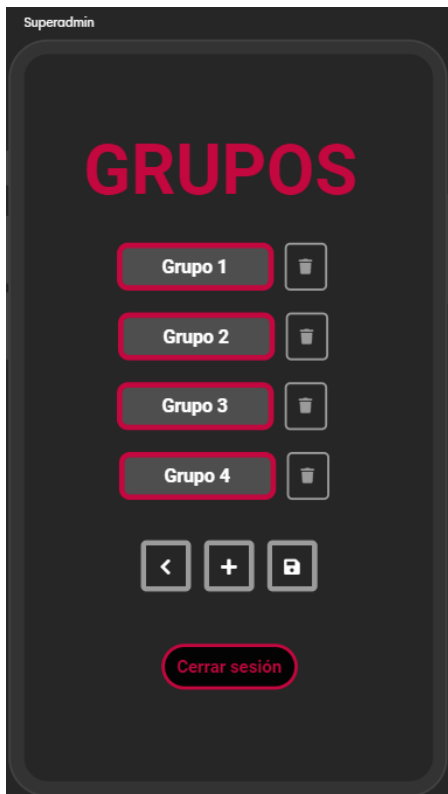 Superadmin
GRUPOS
Grupo 1
Grupo 2
Grupo 3
Grupo 4
Cerrar sesión